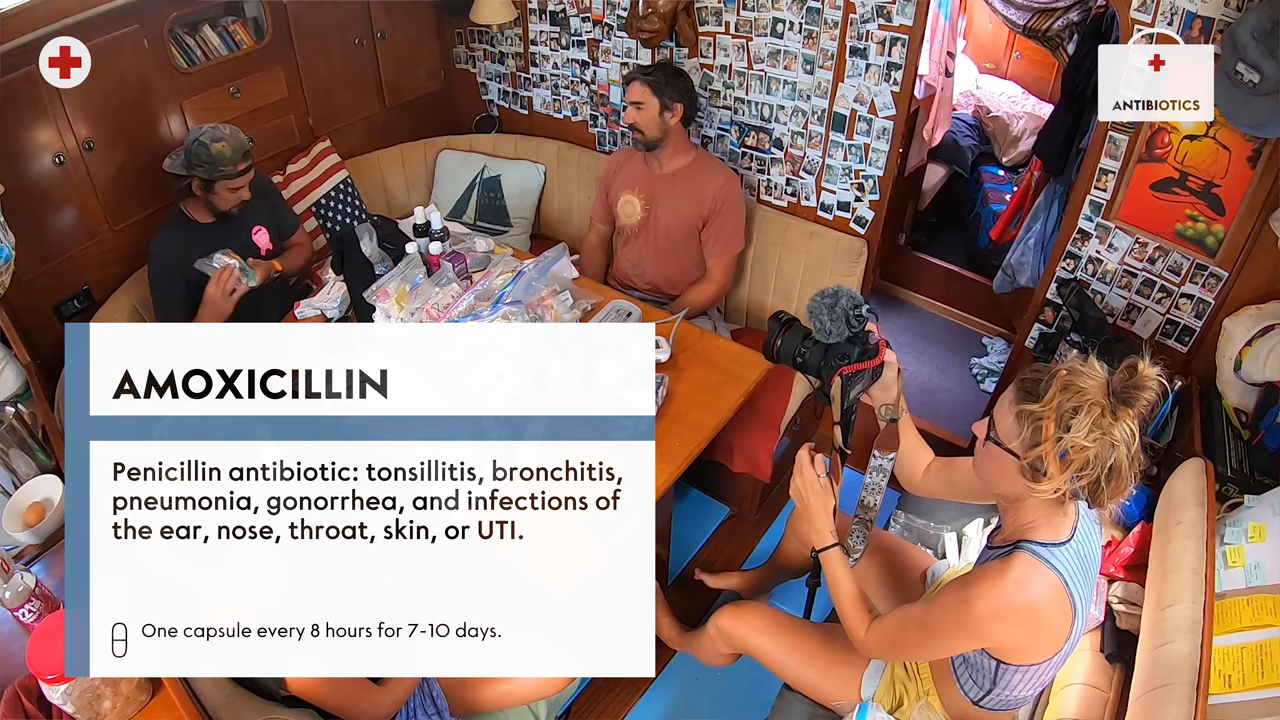 ANTIBIOTICS
AMOXICILLIN
Penicillin antibiotic: tonsillitis, bronchitis,
pneumonia, gonorrhea, and infections of
the ear, nose, throat, skin, or UTI.
One capsule every 8 hours for 7-10 days.